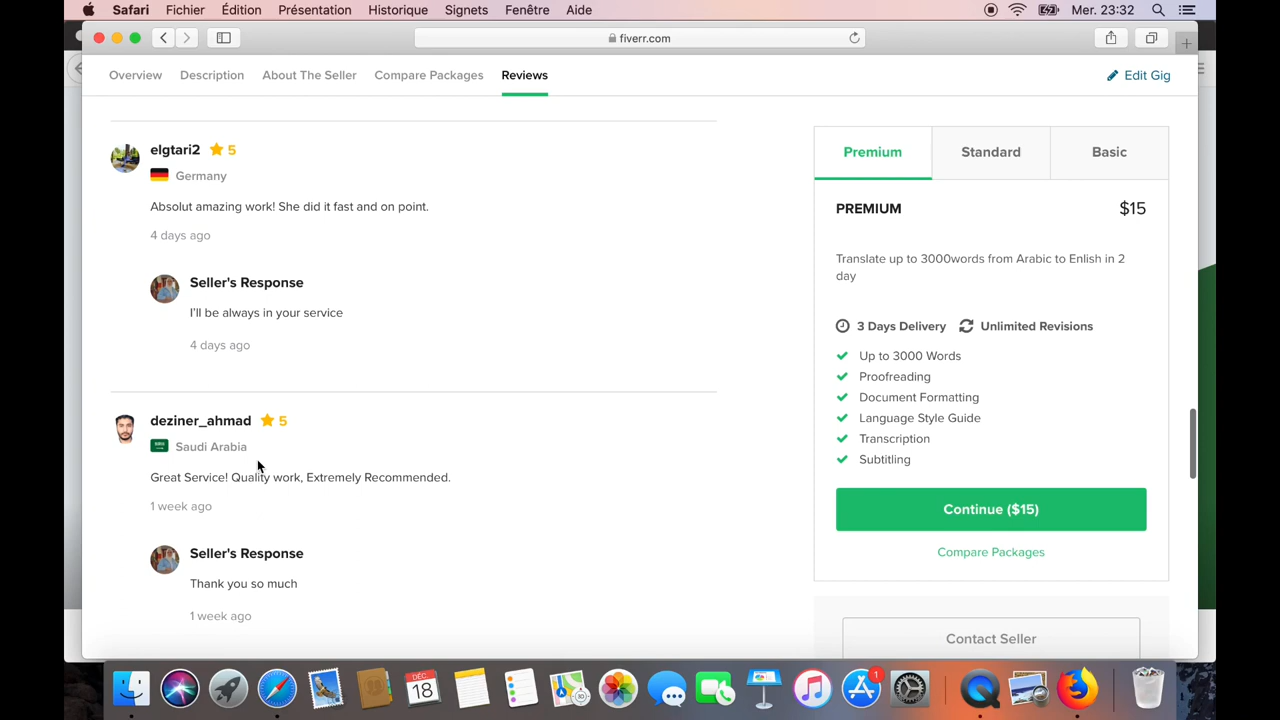 Safari Fichier Édition Présentation Historique Signets Fenêtre Aide Mer. 23:32
fiverr.com
Overview Description About The Seller Compare Packages Reviews Edit Gig
elgtari2 5
Germany
Absolut amazing work! She did it fast and on point.
4 days ago
Seller's Response
I'll be always in your service
4 days ago
deziner_ahmad 5
Saudi Arabia
Great Service! Quality work, Extremely Recommended.
1 week ago
Seller's Response
Thank you so much
1 week ago
Premium Standard Basic
PREMIUM $15
Translate up to 3000words from Arabic to Enlish in 2
day
3 Days Delivery Unlimited Revisions
Up to 3000 Words
Proofreading
Document Formatting
Language Style Guide
Transcription
Subtitling
Continue ($15)
Compare Packages
Contact Seller
DÉC
18
1